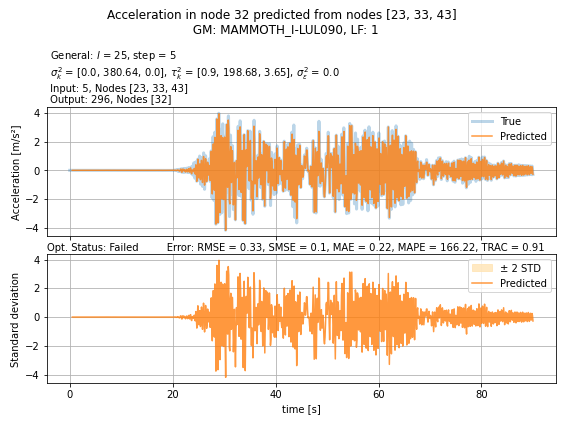 Acceleration in node 32 predicted from nodes [23, 33, 43]
GM: MAMMOTH_I-LUL090, LF: 1
General: l = 25, step = 5
σ²ₖ = [0.0, 380.64, 0.0], τ²ₖ = [0.9, 198.68, 3.65], σ²ε = 0.0
Input: 5, Nodes [23, 33, 43]
Output: 296, Nodes [32]
Acceleration [m/s²]
4
2
0
−2
−4
True
Predicted
Opt. Status: Failed Error: RMSE = 0.33, SMSE = 0.1, MAE = 0.22, MAPE = 166.22, TRAC = 0.91
Standard deviation
4
2
0
−2
−4
± 2 STD
Predicted
0 20 40 60 80
time [s]